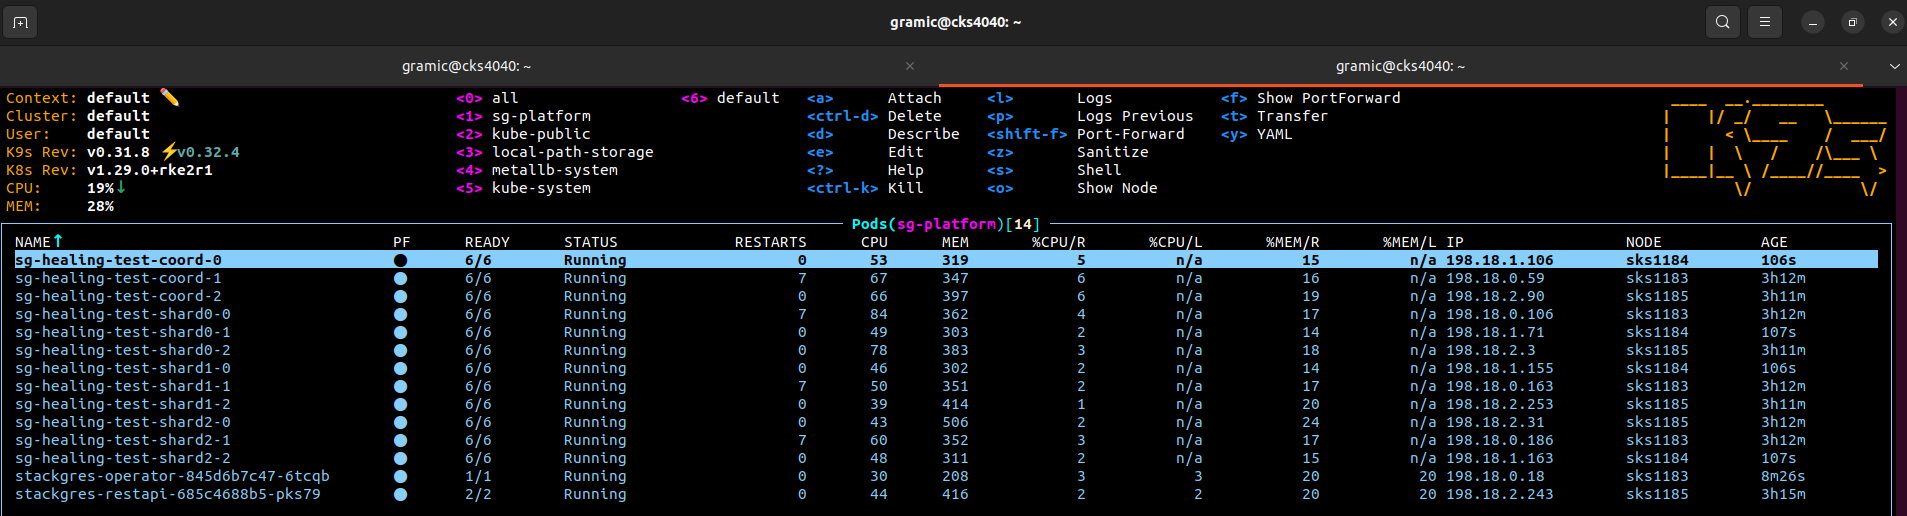 gramic@cks4040: ~
gramic@cks4040: ~ gramic@cks4040: ~
Context: default <0> all <6> default <a> Attach <l> Logs <f> Show PortForward
Cluster: default <1> sg-platform <ctrl-d> Delete <p> Logs Previous <t> Transfer
User: default <2> kube-public <d> Describe <shift-f> Port-Forward <y> YAML
K9s Rev: v0.31.8 ⚡v0.32.4 <3> local-path-storage <e> Edit <z> Sanitize
K8s Rev: v1.29.0+rke2r1 <4> metallb-system <?> Help <s> Shell
CPU: 19%↓ <5> kube-system <ctrl-k> Kill <o> Show Node
MEM: 28%
Pods(sg-platform)[14]
NAME↑ PF READY STATUS RESTARTS CPU MEM %CPU/R %CPU/L %MEM/R %MEM/L IP NODE AGE
sg-healing-test-coord-0 ● 6/6 Running 0 53 319 5 n/a 15 n/a 198.18.1.106 sks1184 106s
sg-healing-test-coord-1 ● 6/6 Running 7 67 347 6 n/a 16 n/a 198.18.0.59 sks1183 3h12m
sg-healing-test-coord-2 ● 6/6 Running 0 66 397 6 n/a 19 n/a 198.18.2.90 sks1185 3h11m
sg-healing-test-shard0-0 ● 6/6 Running 7 84 362 4 n/a 17 n/a 198.18.0.106 sks1183 3h12m
sg-healing-test-shard0-1 ● 6/6 Running 0 49 303 2 n/a 14 n/a 198.18.1.71 sks1184 107s
sg-healing-test-shard0-2 ● 6/6 Running 0 78 383 3 n/a 18 n/a 198.18.2.3 sks1185 3h11m
sg-healing-test-shard1-0 ● 6/6 Running 0 46 302 2 n/a 14 n/a 198.18.1.155 sks1184 106s
sg-healing-test-shard1-1 ● 6/6 Running 7 50 351 2 n/a 17 n/a 198.18.0.163 sks1183 3h12m
sg-healing-test-shard1-2 ● 6/6 Running 0 39 414 1 n/a 20 n/a 198.18.2.253 sks1185 3h11m
sg-healing-test-shard2-0 ● 6/6 Running 0 43 506 2 n/a 24 n/a 198.18.2.31 sks1185 3h12m
sg-healing-test-shard2-1 ● 6/6 Running 7 60 352 3 n/a 17 n/a 198.18.0.186 sks1183 3h12m
sg-healing-test-shard2-2 ● 6/6 Running 0 48 311 2 n/a 15 n/a 198.18.1.163 sks1184 107s
stackgres-operator-845d6b7c47-6tcqb ● 1/1 Running 0 30 208 3 3 20 20 198.18.0.18 sks1183 8m26s
stackgres-restapi-685c4688b5-pks79 ● 2/2 Running 0 44 416 2 2 20 20 198.18.2.243 sks1185 3h15m